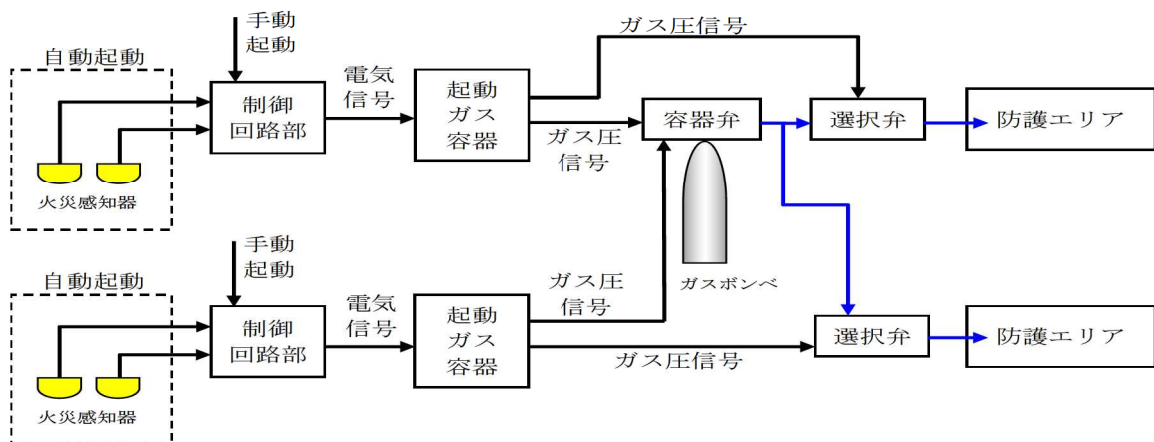 手動
起動
ガス圧信号
自動起動
電気
信号
制御
回路部
起動
ガス
容器
容器弁
選択弁
防護エリア
ガス圧
信号
火災感知器
手動
起動
自動起動
ガス圧
信号
ガスボンベ
電気
信号
制御
回路部
起動
ガス
容器
選択弁
防護エリア
ガス圧信号
火災感知器